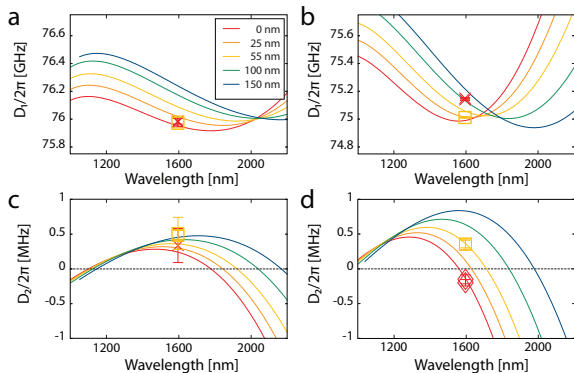 a
D₁/2π [GHz]
76.6
76.4
76.2
76
75.8
1200
1600
2000
Wavelength [nm]
0 nm
25 nm
55 nm
100 nm
150 nm
b
D₁/2π [GHz]
75.6
75.4
75.2
75
74.8
1200
1600
2000
Wavelength [nm]
c
D₂/2π [MHz]
1
0.5
0
-0.5
-1
1200
1600
2000
Wavelength [nm]
d
D₂/2π [MHz]
1
0.5
0
-0.5
-1
1200
1600
2000
Wavelength [nm]